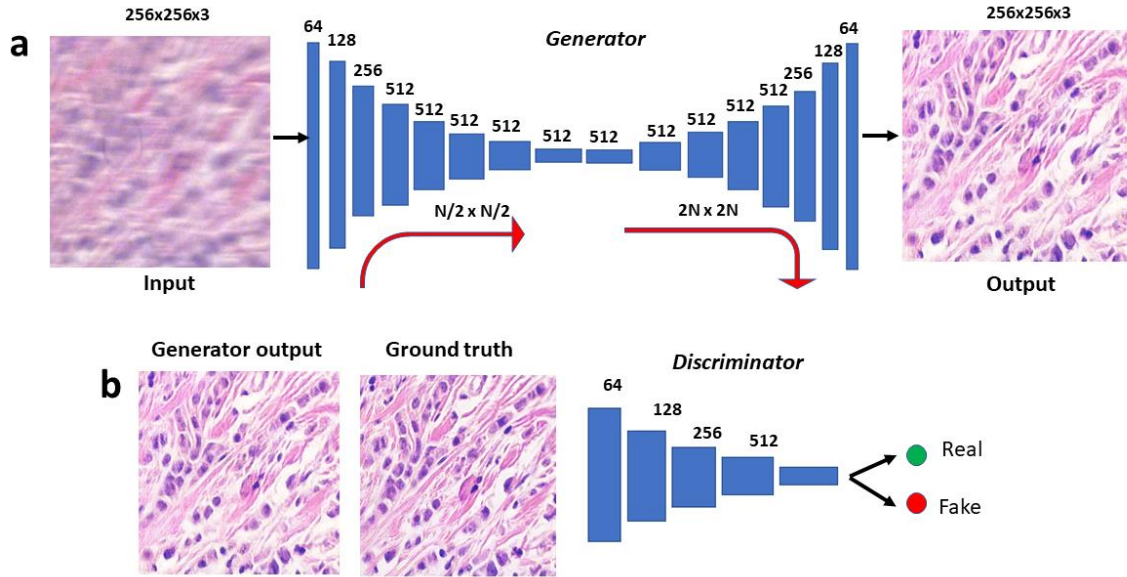 a
256x256x3
Generator
256x256x3
64
128
256
512
512
512
512
512
512
512
512
512
512
256
128
64
N/2 x N/2
2N x 2N
Input
Output
b
Generator output
Ground truth
Discriminator
64
128
256
512
Real
Fake